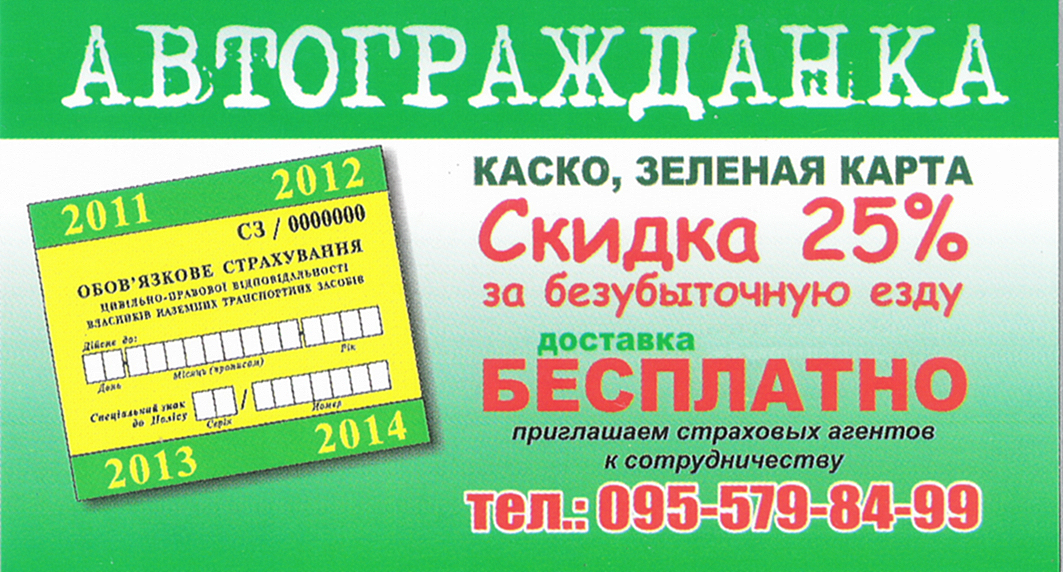 АВТОГРАЖДАНКА
2011 2012
СЗ / 0000000
ОБОВ'ЯЗКОВЕ СТРАХУВАННЯ
ЦИВІЛЬНО-ПРАВОВОЇ ВІДПОВІДАЛЬНОСТІ
ВЛАСНИКІВ НАЗЕМНИХ ТРАНСПОРТНИХ ЗАСОБІВ
Дійсне до:
День Місяць (прописом) Рік
Спеціальний знак
до Полісу
Серія Номер
2013 2014
КАСКО, ЗЕЛЕНАЯ КАРТА
Скидка 25%
за безубыточную езду
доставка
БЕСПЛАТНО
приглашаем страховых агентов
к сотрудничеству
тел.: 095-579-84-99